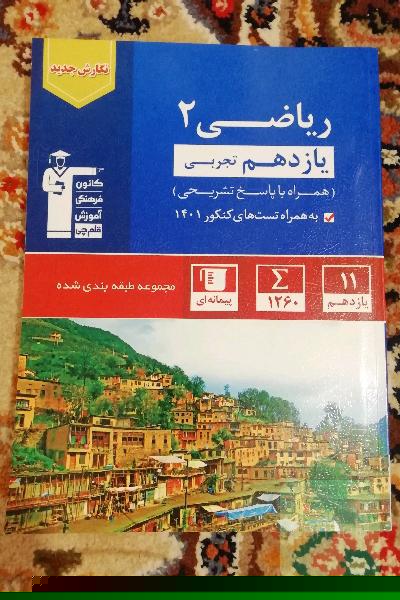 نگارش جدید
ریاضی ۲
یازدهم تجربی
(همراه با پاسخ تشریحی)
به همراه تست‌های کنکور ۱۴۰۱
کانون
فرهنگی
آموزش
قلم‌چی
۱۱
یازدهم
Σ
۱۲۶۰
پیمانه‌ای
مجموعه طبقه بندی شده